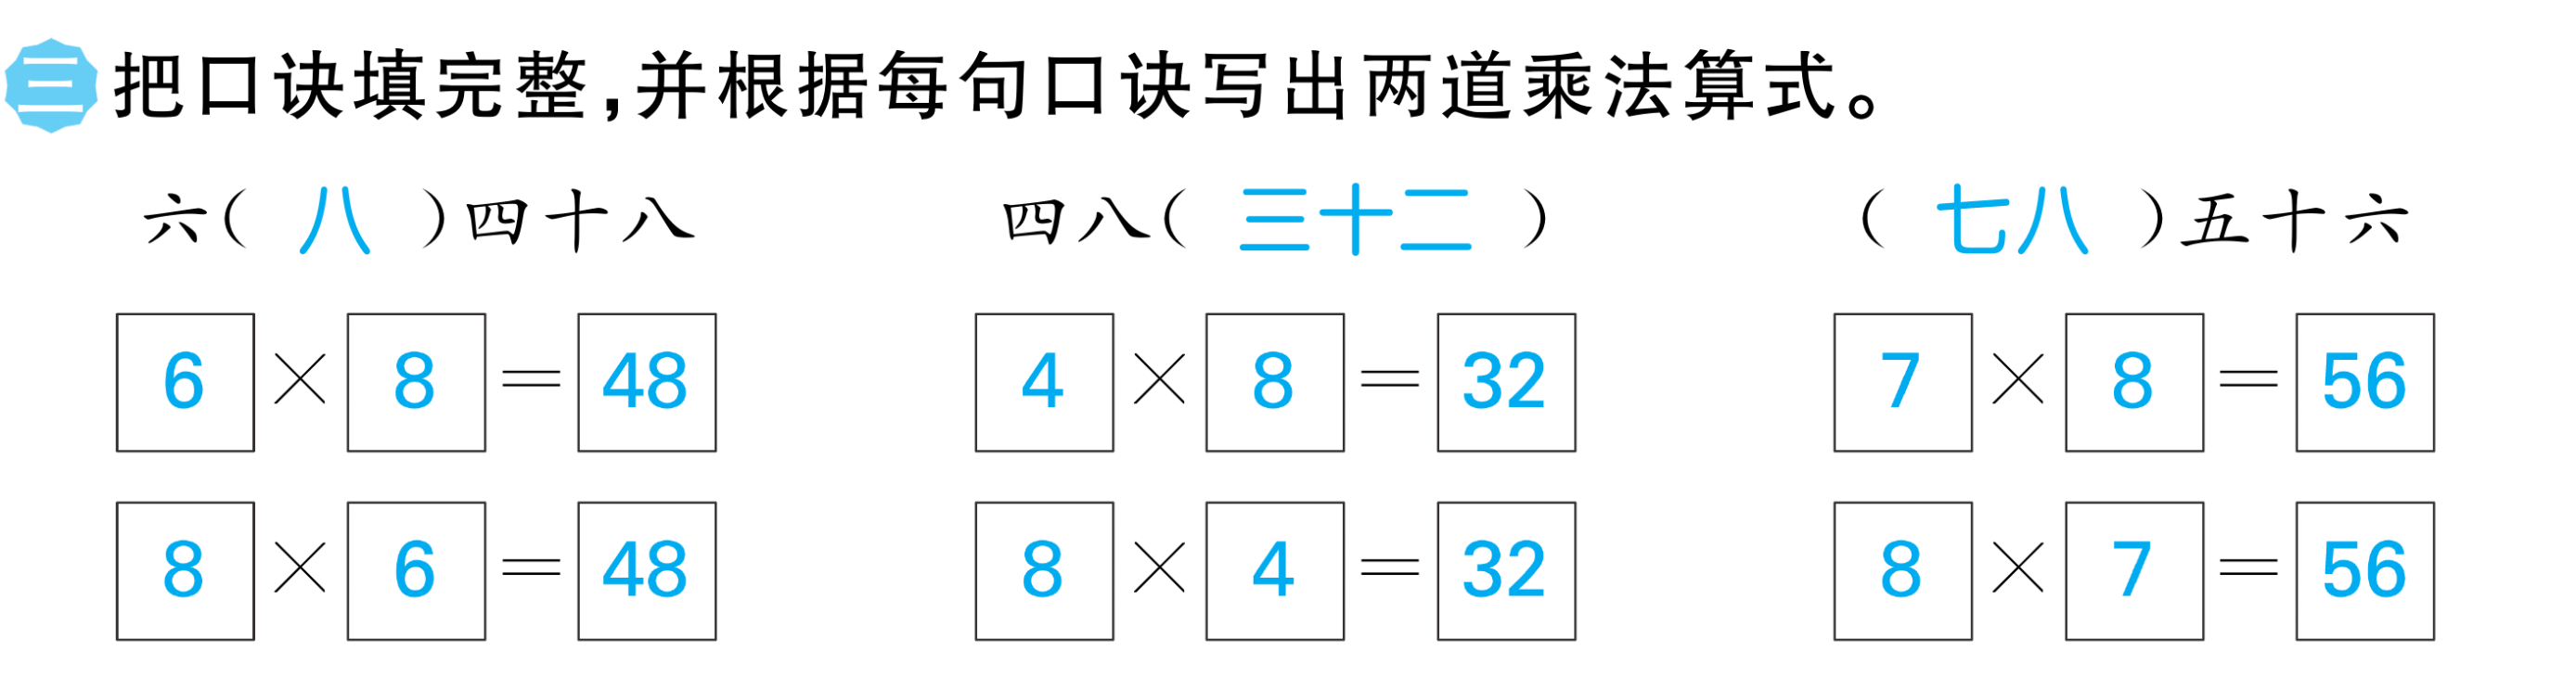 三 把口诀填完整,并根据每句口诀写出两道乘法算式。
六( 八 )四十八 四八( 三十二 ) ( 七八 )五十六
6 × 8 = 48 4 × 8 = 32 7 × 8 = 56
8 × 6 = 48 8 × 4 = 32 8 × 7 = 56